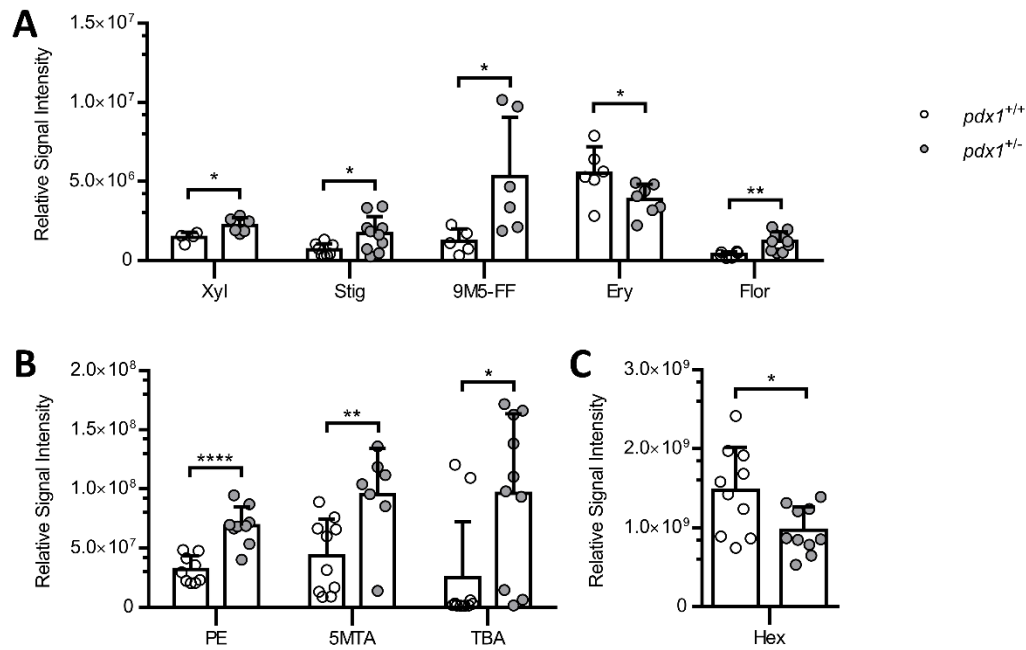 A
Relative Signal Intensity
1.5×10⁷
1.0×10⁷
5.0×10⁶
0
*
*
*
*
**
Xyl
Stig
9M5-FF
Ery
Flor
pdx1⁺/⁺
pdx1⁺/⁻
B
Relative Signal Intensity
2.0×10⁸
1.5×10⁸
1.0×10⁸
5.0×10⁷
0
****
**
*
PE
5MTA
TBA
C
Relative Signal Intensity
3.0×10⁹
2.0×10⁹
1.0×10⁹
0
*
Hex